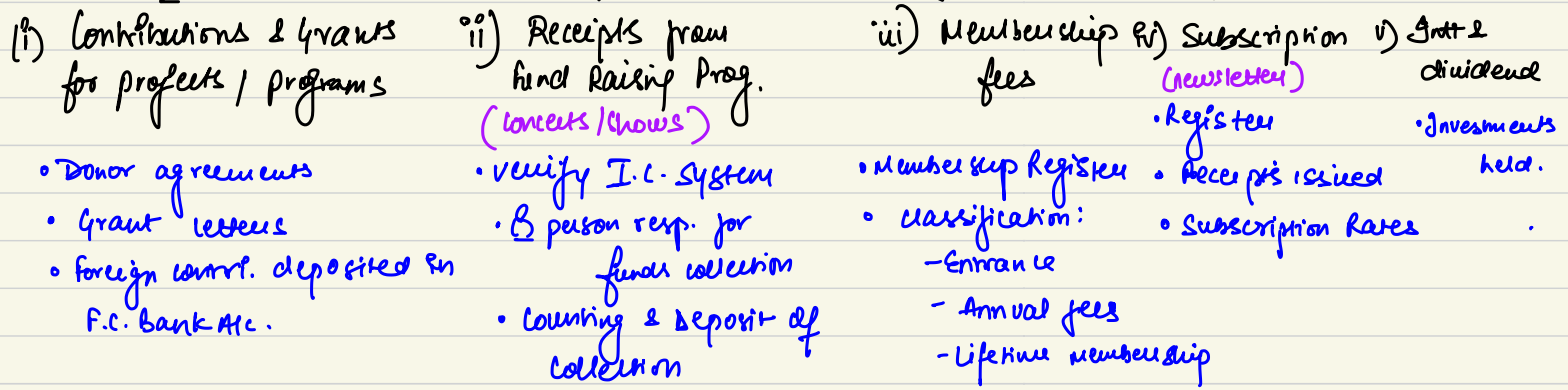 (i) Contributions & Grants
for projects / programs
• Donor agreements
• Grant letters
• Foreign contri. deposited in
F.C. Bank A/c.
ii) Receipts from
fund Raising Prog.
(concerts/shows)
• verify I.C. system
• person resp. for
funds collection
• Counting & Deposit of
collection
iii) Membership
fees
• Membership Register
• classification:
- Entrance
- Annual fees
- Lifetime membership
iv) Subscription
(newsletter)
• Register
• Receipts issued
• Subscription Rates
v) Intt &
dividend
• Investments
held.